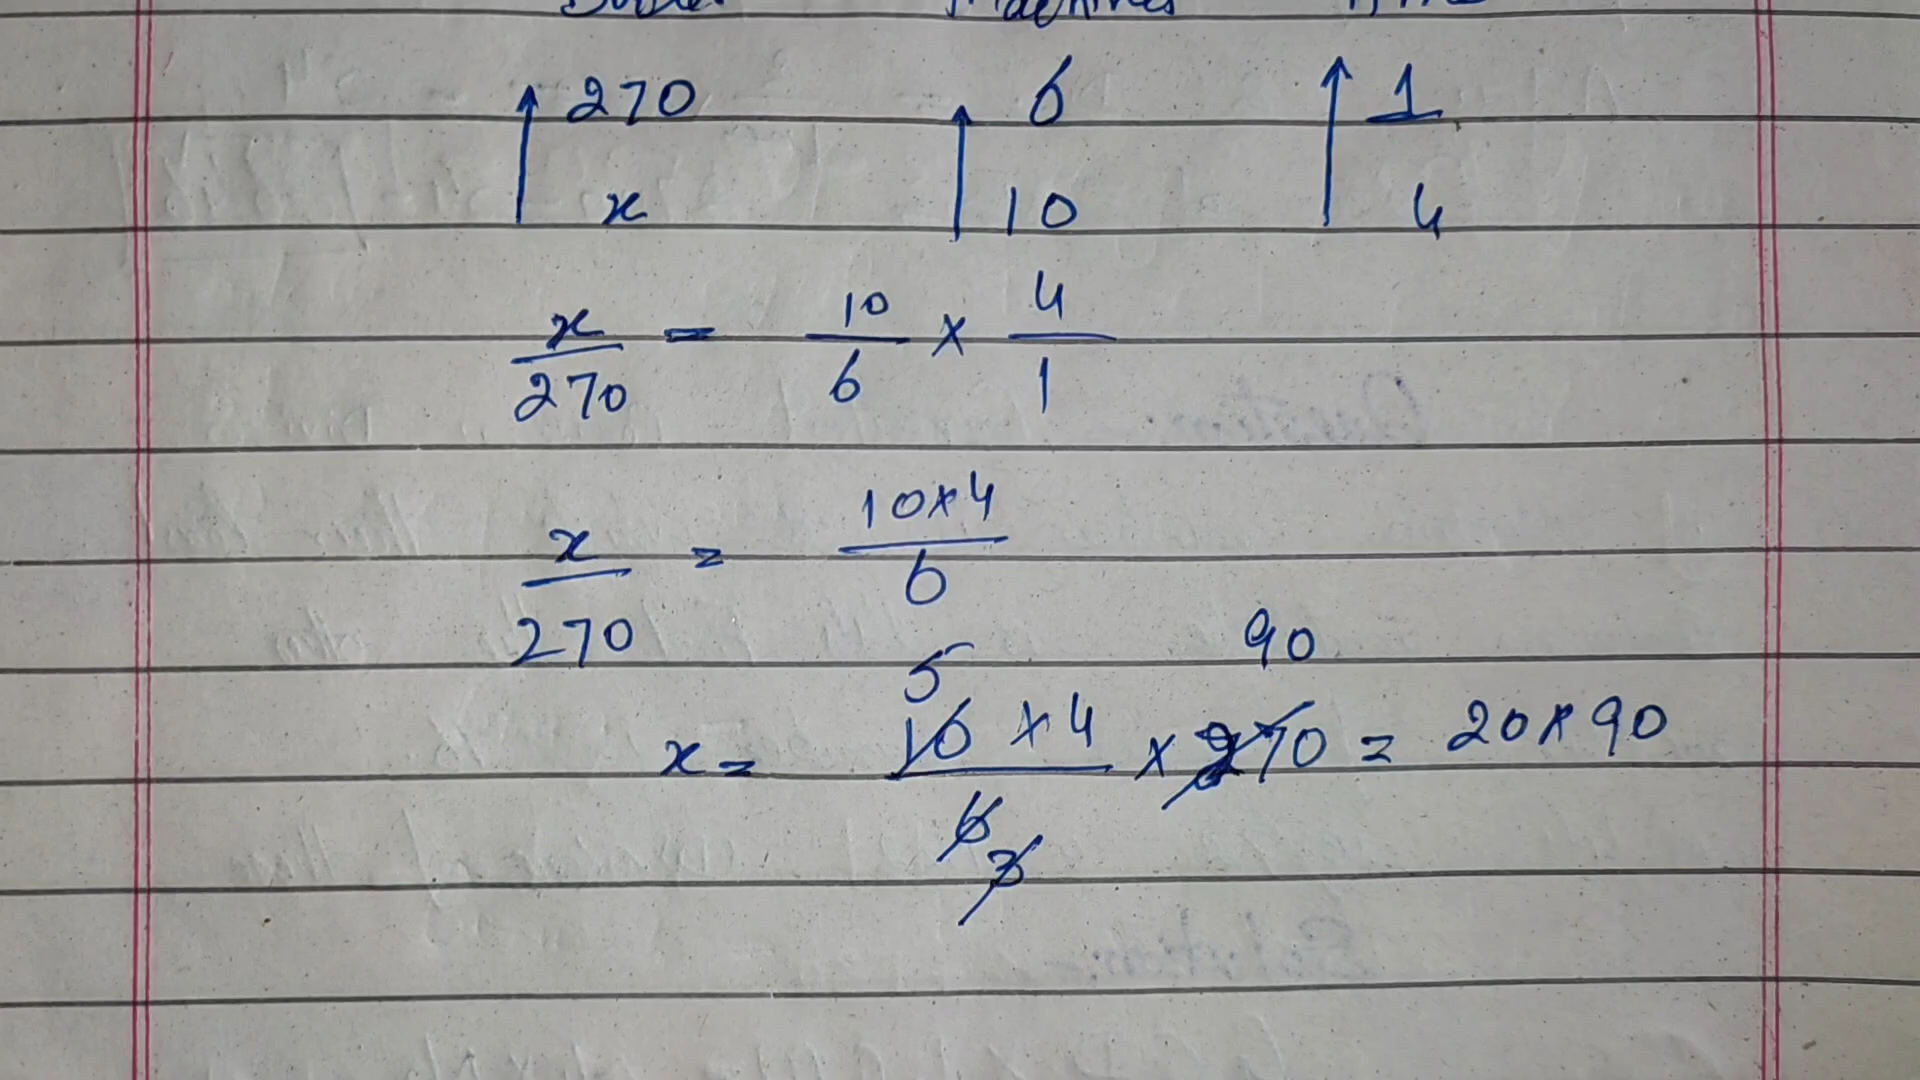 270 6 1
x 10 4
x/270 = 10/6 × 4/1
x/270 = 10×4/6
5 90
x = 10 × 4/6 × 270 = 20 × 90
3